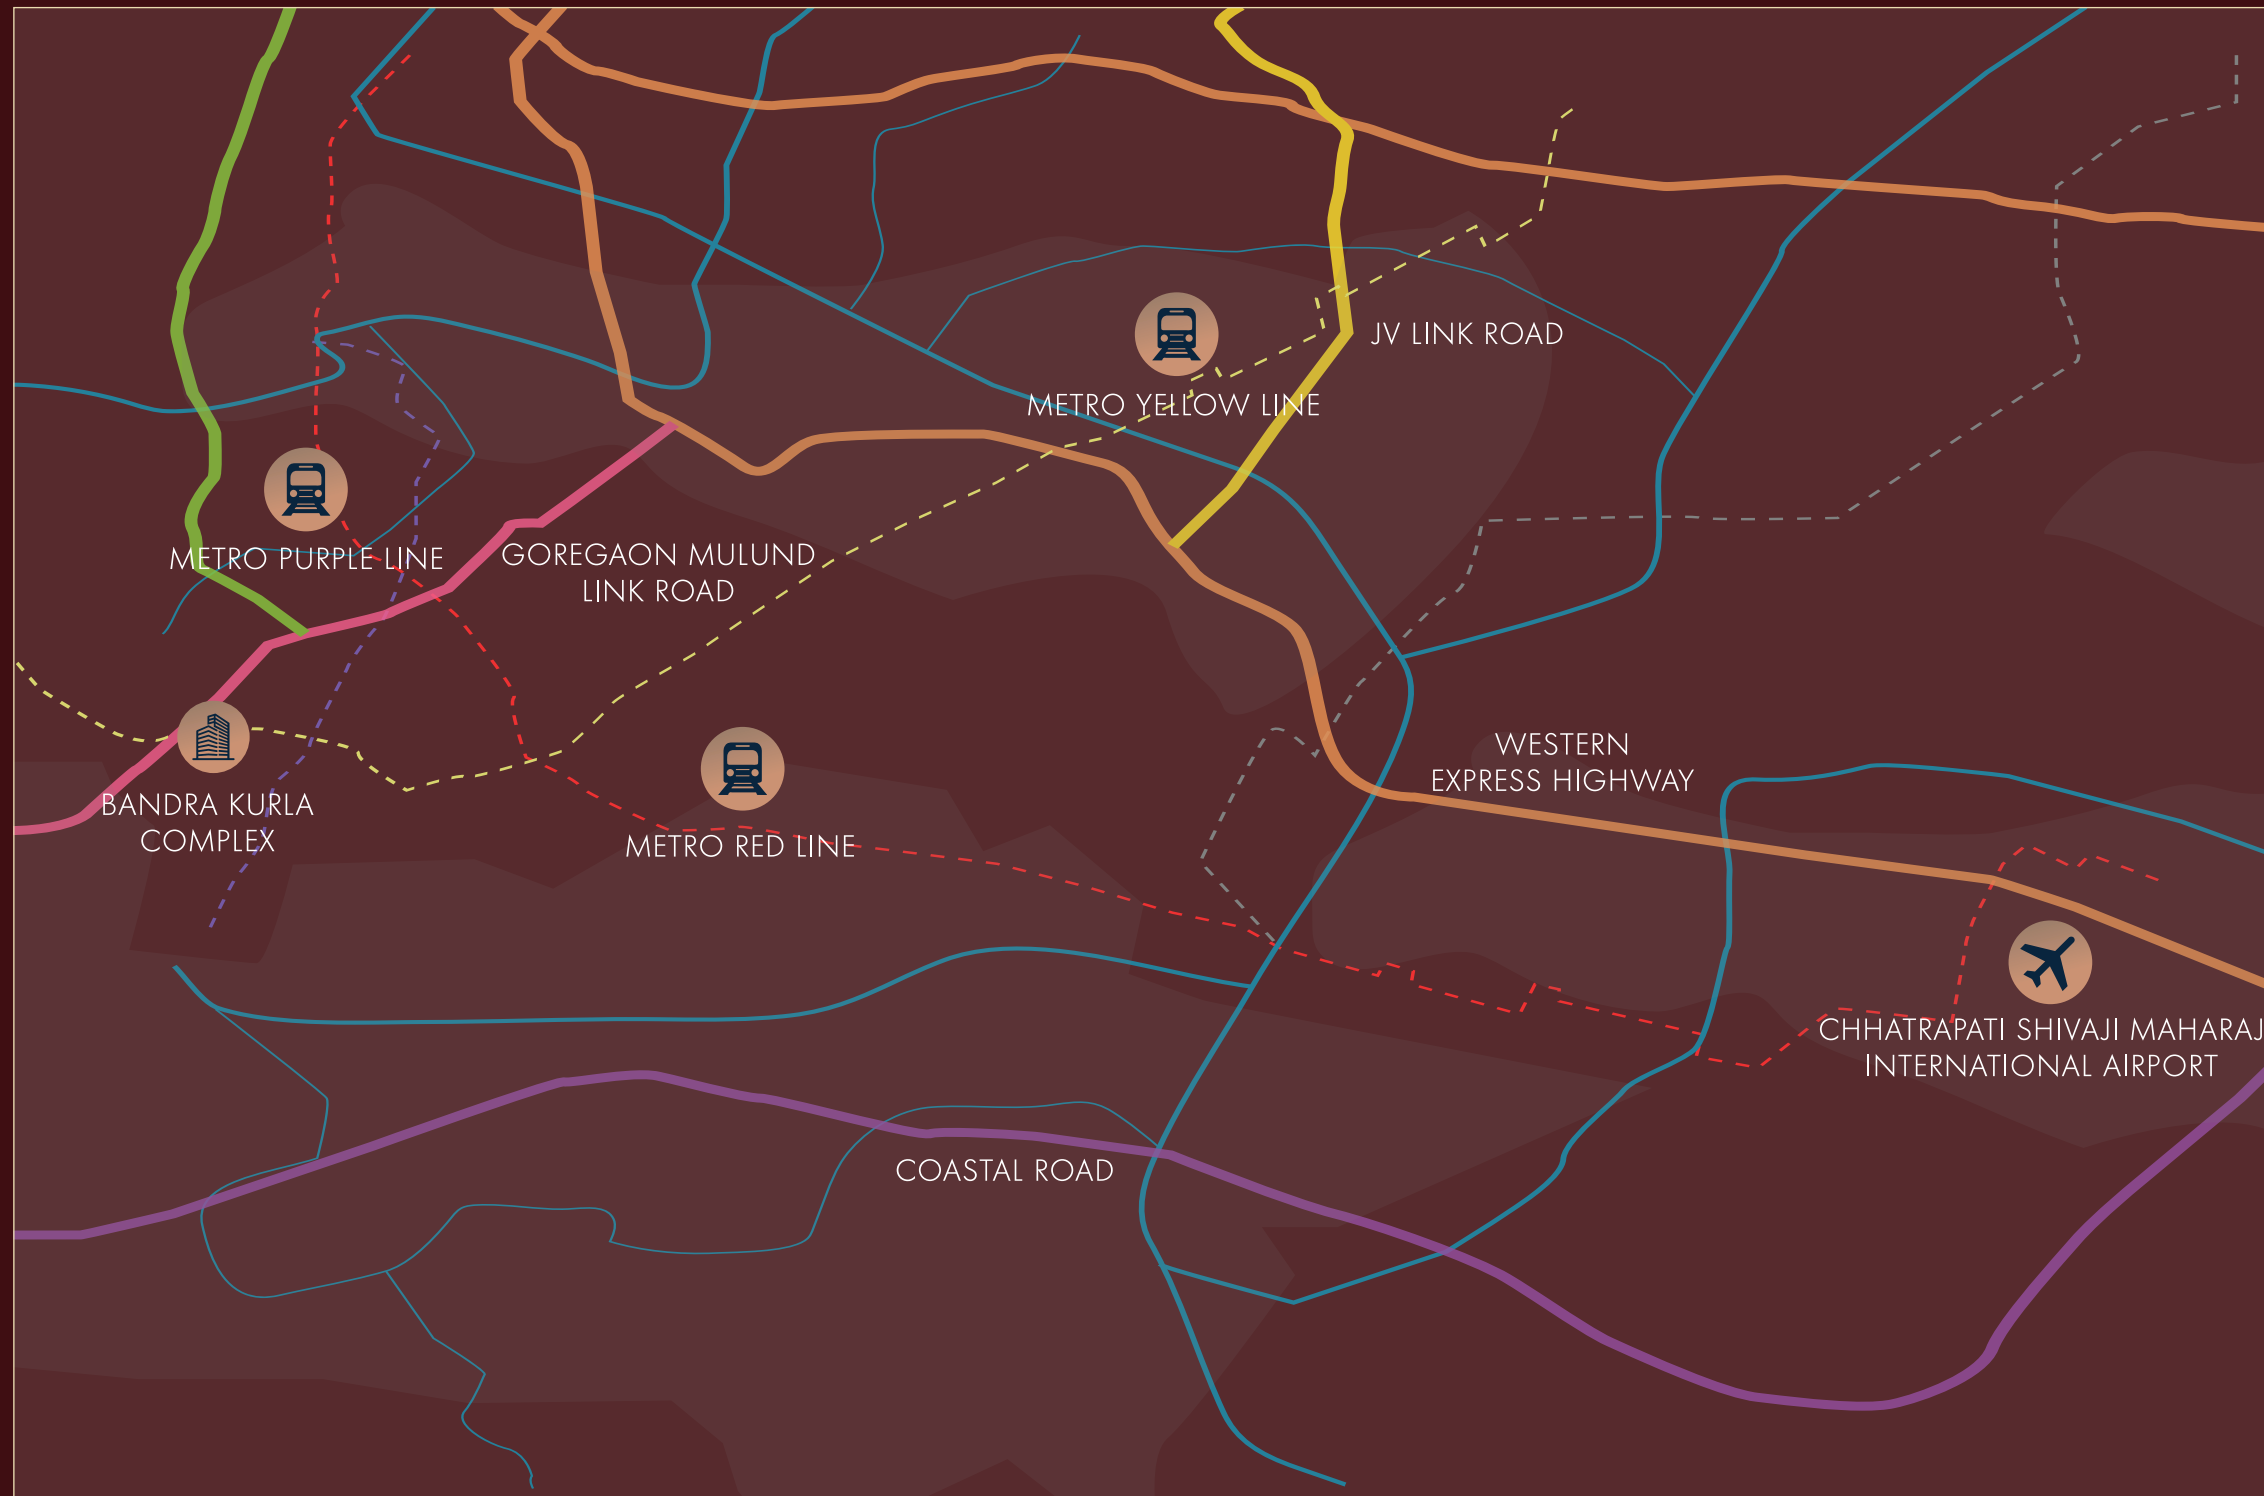 JV LINK ROAD
METRO YELLOW LINE
METRO PURPLE LINE
GOREGAON MULUND
LINK ROAD
WESTERN
EXPRESS HIGHWAY
BANDRA KURLA
COMPLEX
METRO RED LINE
CHHATRAPATI SHIVAJI MAHARAJ
INTERNATIONAL AIRPORT
COASTAL ROAD